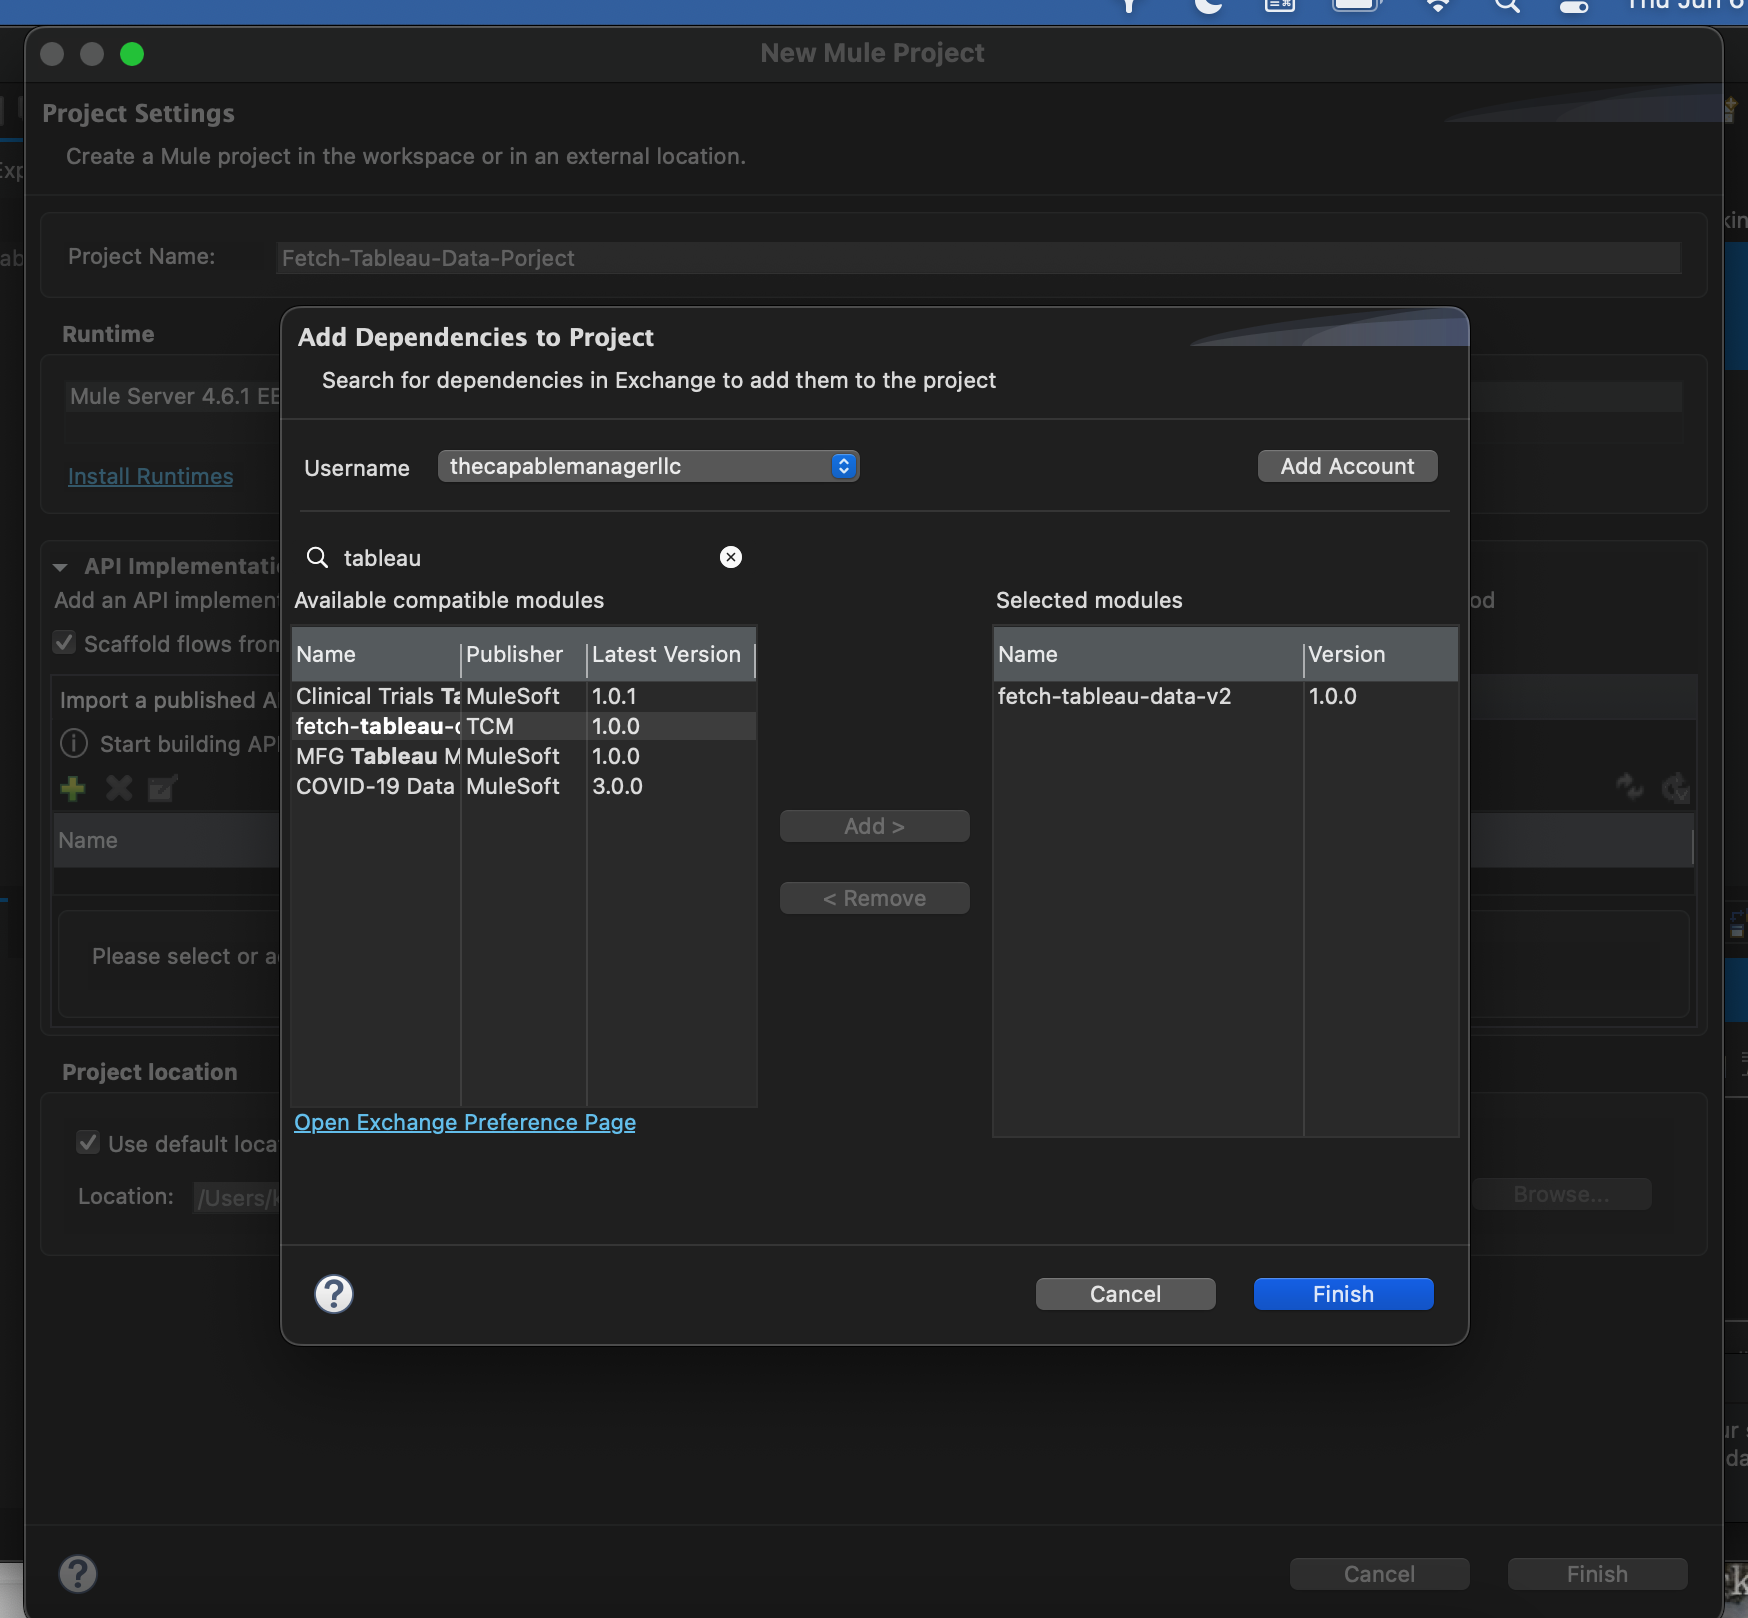 New Mule Project
Project Settings
Create a Mule project in the workspace or in an external location.
Project Name:
Fetch-Tableau-Data-Porject
Runtime
Mule Server 4.6.1 EE
Install Runtimes
API Implementati
Add an API implemen
Scaffold flows from
Import a published A
Start building AP
Name
Please select or a
Project location
Use default loca
Location:
/Users/k
Browse...
Add Dependencies to Project
Search for dependencies in Exchange to add them to the project
Username
thecapablemanagerllc
Add Account
tableau
Available compatible modules
Name Publisher Latest Version
Clinical Trials Ta MuleSoft 1.0.1
fetch-tableau- TCM 1.0.0
MFG Tableau M MuleSoft 1.0.0
COVID-19 Data MuleSoft 3.0.0
Open Exchange Preference Page
Add >
< Remove
Selected modules
Name Version
fetch-tableau-data-v2 1.0.0
?
Cancel
Finish
?
Cancel
Finish